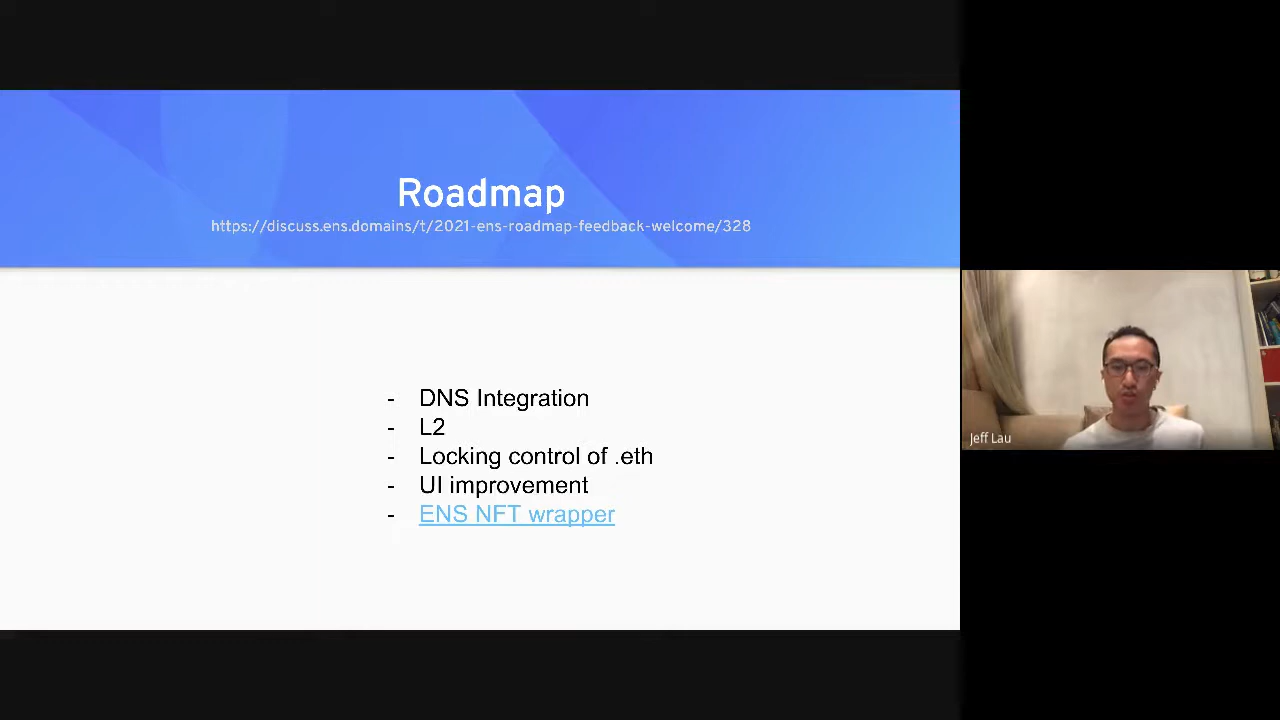 Roadmap
https://discuss.ens.domains/t/2021-ens-roadmap-feedback-welcome/328
- DNS Integration
- L2
- Locking control of .eth
- UI improvement
- ENS NFT wrapper
Jeff Lau